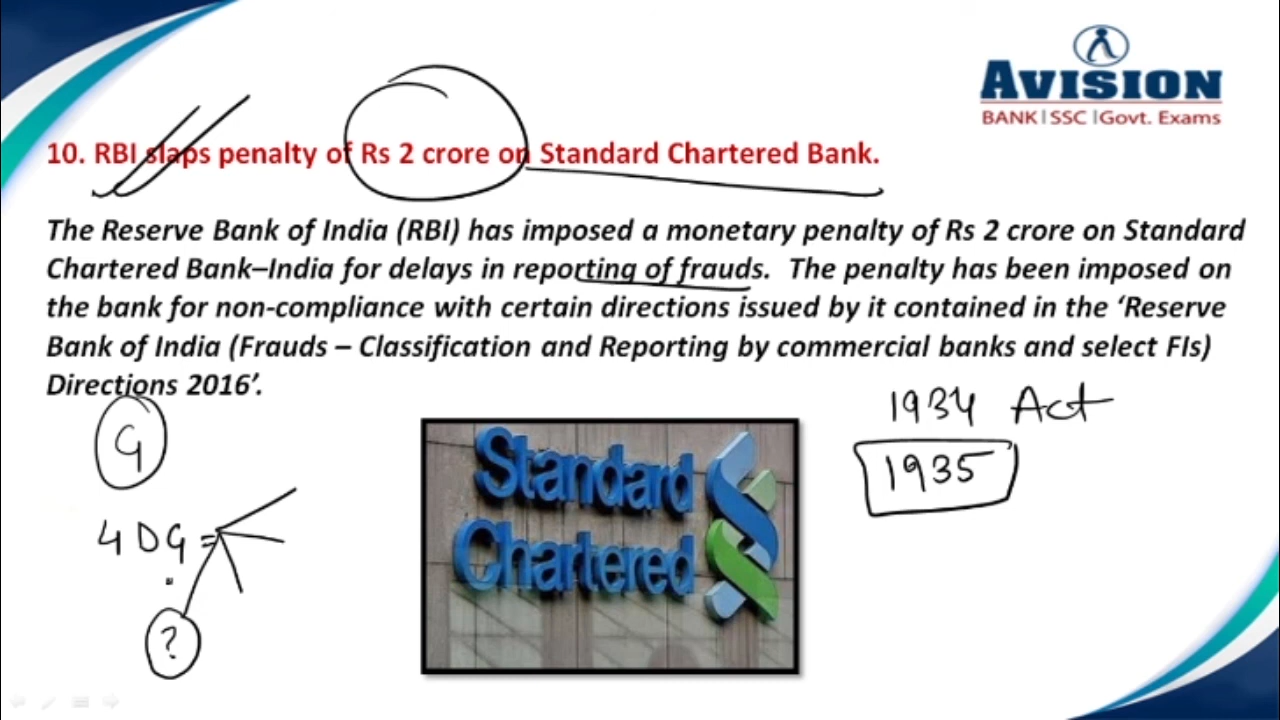 AVISION
BANK | SSC | Govt. Exams
10. RBI slaps penalty of Rs 2 crore on Standard Chartered Bank.
The Reserve Bank of India (RBI) has imposed a monetary penalty of Rs 2 crore on Standard
Chartered Bank–India for delays in reporting of frauds. The penalty has been imposed on
the bank for non-compliance with certain directions issued by it contained in the ‘Reserve
Bank of India (Frauds – Classification and Reporting by commercial banks and select FIs)
Directions 2016’.
1934 Act
1935
G
4 DG =
?
Standard
Chartered